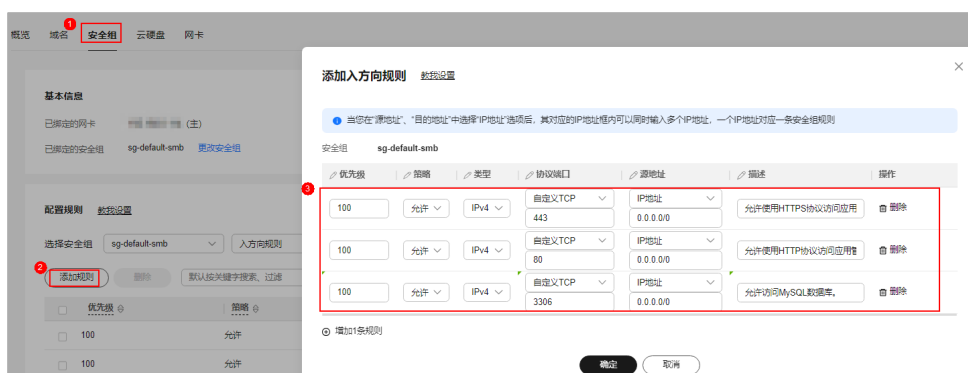 1
概览 域名 安全组 云硬盘 网卡
基本信息
已绑定的网卡 (主)
已绑定的安全组 sg-default-smb 更改安全组
配置规则 教我设置
选择安全组 sg-default-smb 入方向规则
2
添加规则 删除 默认按关键字搜索、过滤
优先级 策略
100 允许
100 允许
添加入方向规则 教我设置
当您在“源地址”、“目的地址”中选择“IP地址”选项后，其对应的IP地址框内可以同时输入多个IP地址，一个IP地址对应一条安全组规则
安全组 sg-default-smb
优先级 策略 类型 协议端口 源地址 描述 操作
3
100 允许 IPv4 自定义TCP IP地址 允许使用HTTPS协议访问应用 删除
443 0.0.0.0/0
100 允许 IPv4 自定义TCP IP地址 允许使用HTTP协议访问应用 删除
80 0.0.0.0/0
100 允许 IPv4 自定义TCP IP地址 允许访问MySQL数据库。 删除
3306 0.0.0.0/0
增加1条规则
确定 取消